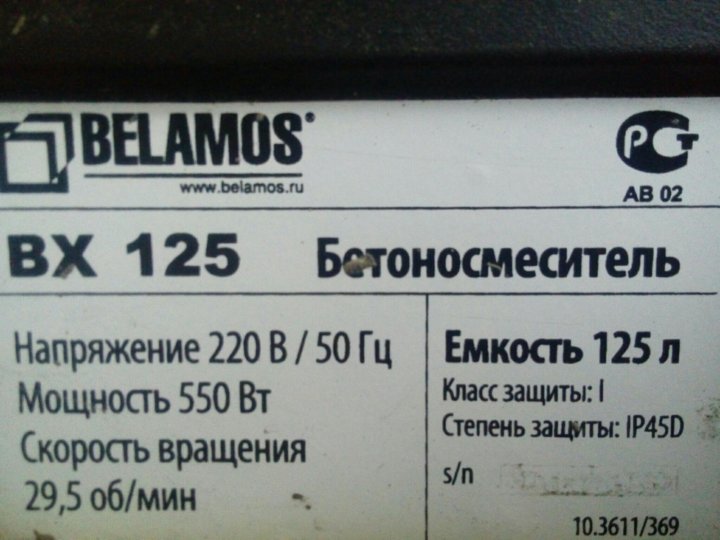 BELAMOS®
www.belamos.ru
РСТ
АВ 02
BX 125 Бетоносмеситель
Напряжение 220 В / 50 Гц
Мощность 550 Вт
Скорость вращения
29,5 об/мин
Емкость 125 л
Класс защиты: I
Степень защиты: IP45D
s/n
10.3611/369